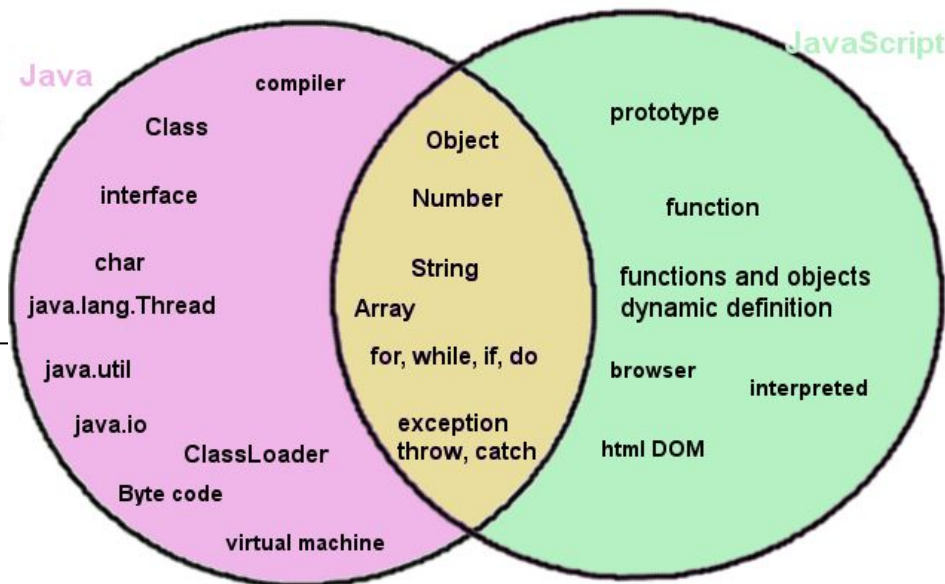 Java
compiler
Class
interface
char
java.lang.Thread
java.util
java.io
ClassLoader
Byte code
virtual machine
Object
Number
String
Array
for, while, if, do
exception
throw, catch
JavaScript
prototype
function
functions and objects
dynamic definition
browser
interpreted
html DOM